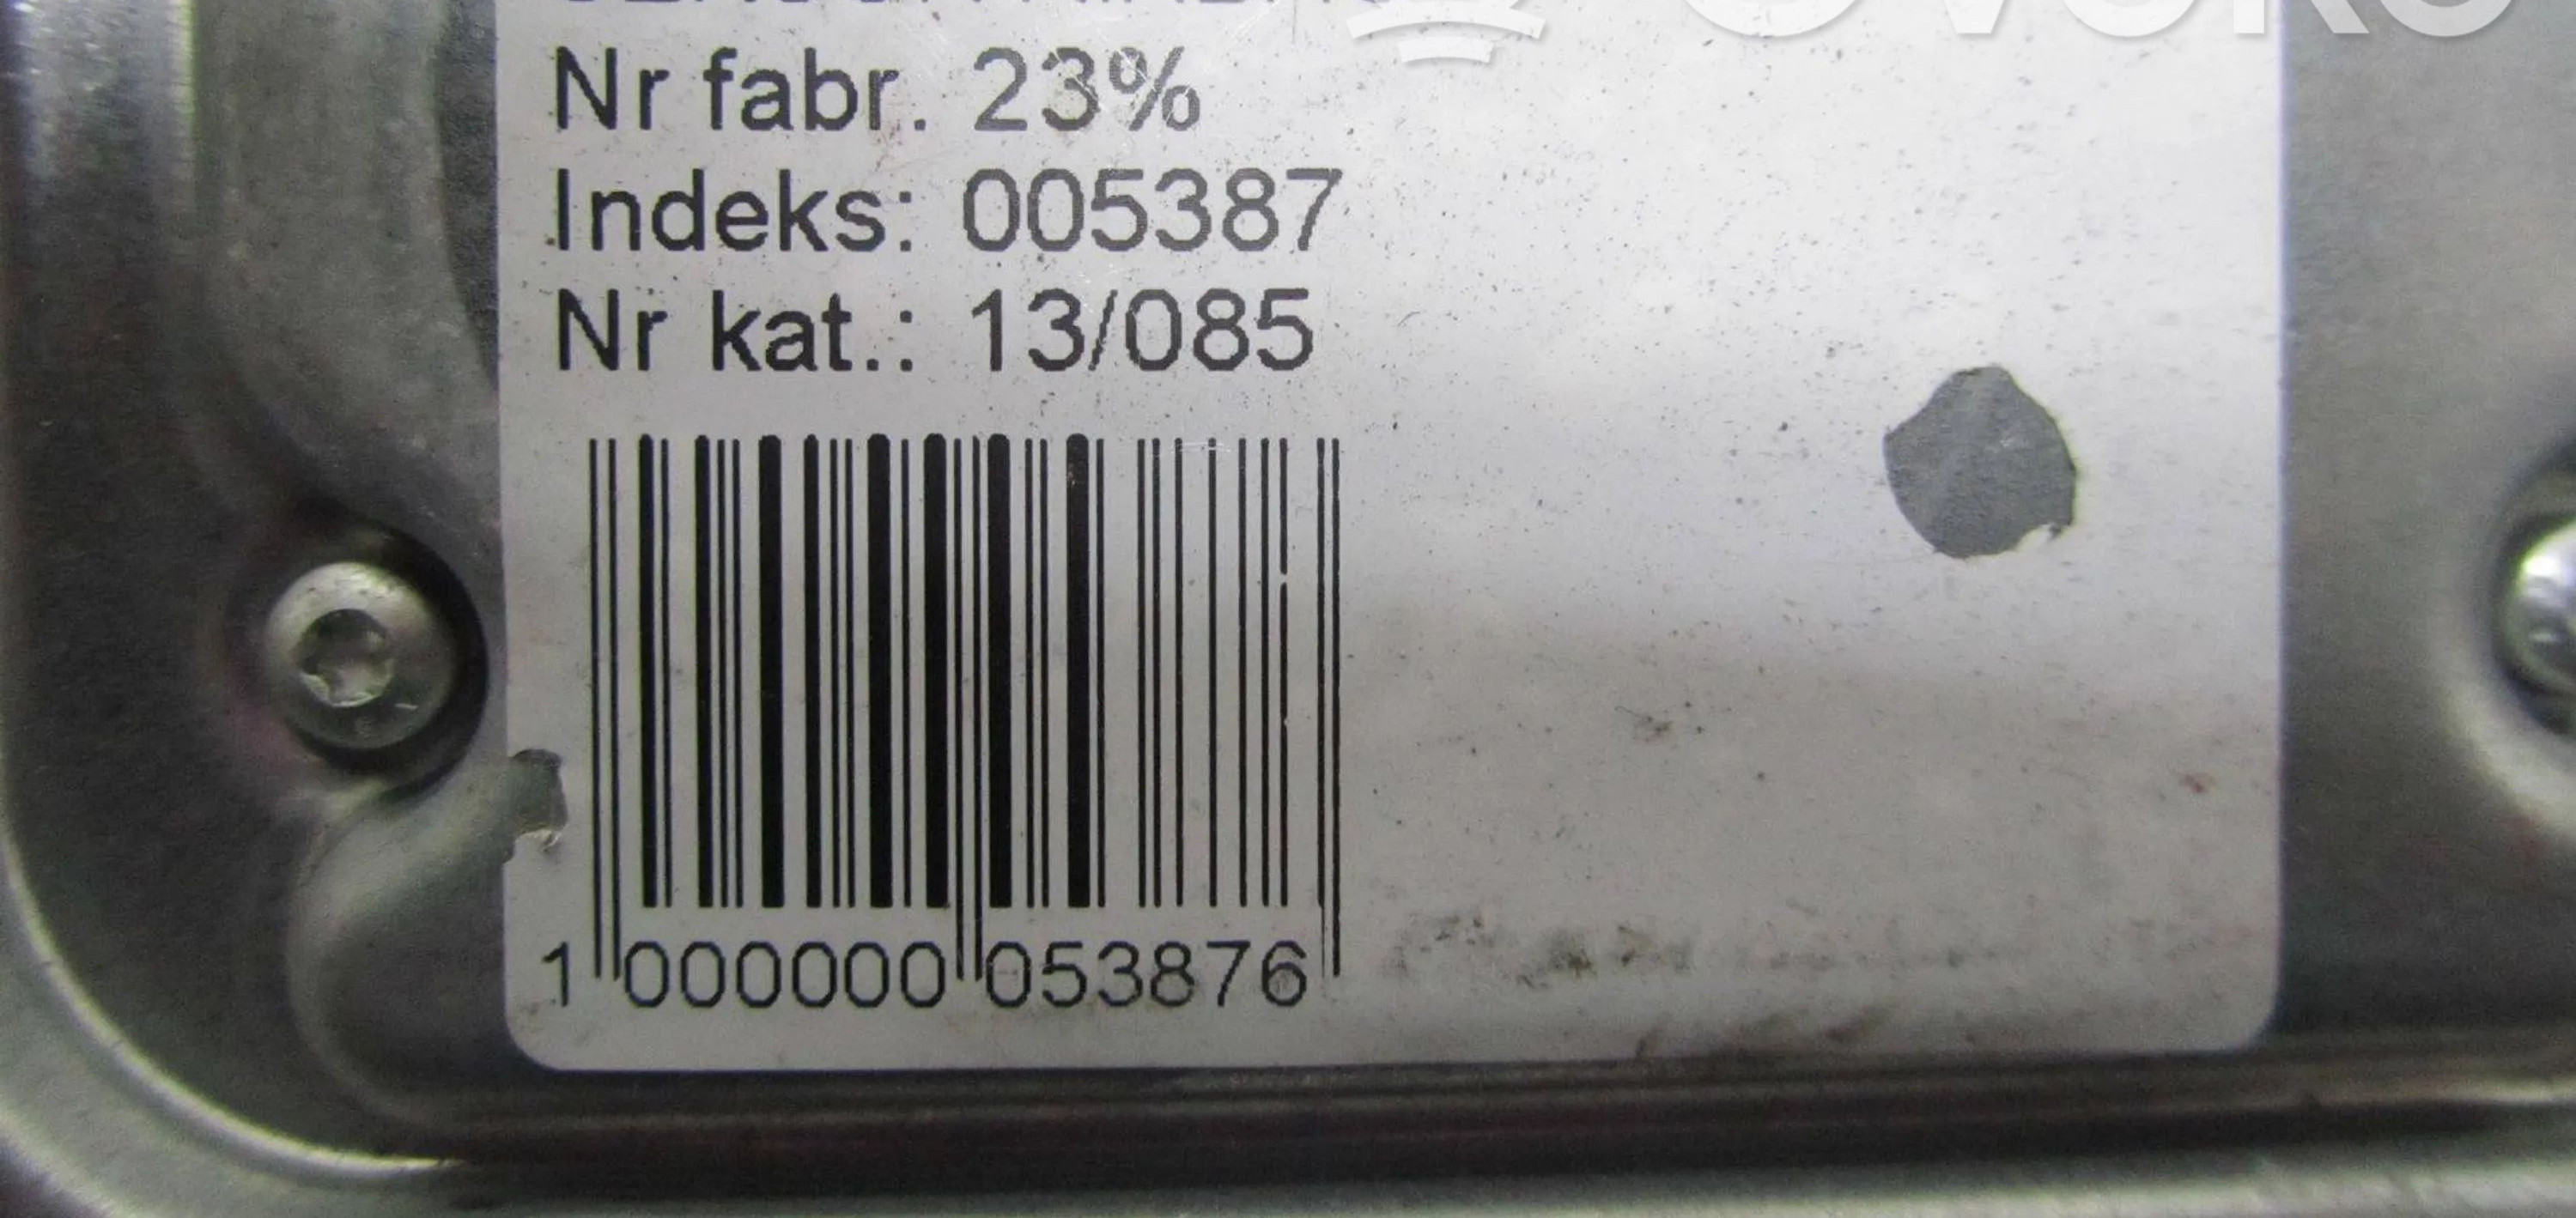 Nr fabr. 23%
Indeks: 005387
Nr kat.: 13/085
1 000000 053876